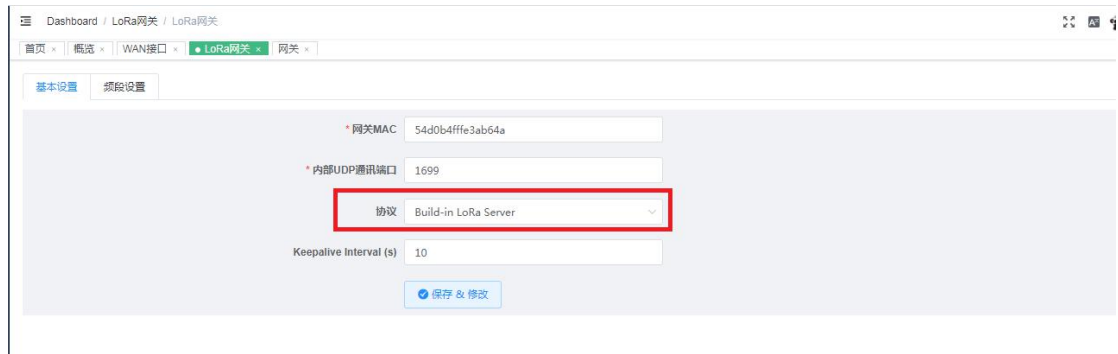 Dashboard / LoRa网关 / LoRa网关
首页 × 概览 × WAN接口 × ● LoRa网关 × 网关 ×
基本设置 频段设置
* 网关MAC 54d0b4fffe3ab64a
* 内部UDP通讯端口 1699
协议 Build-in LoRa Server
Keepalive Interval (s) 10
保存 & 修改